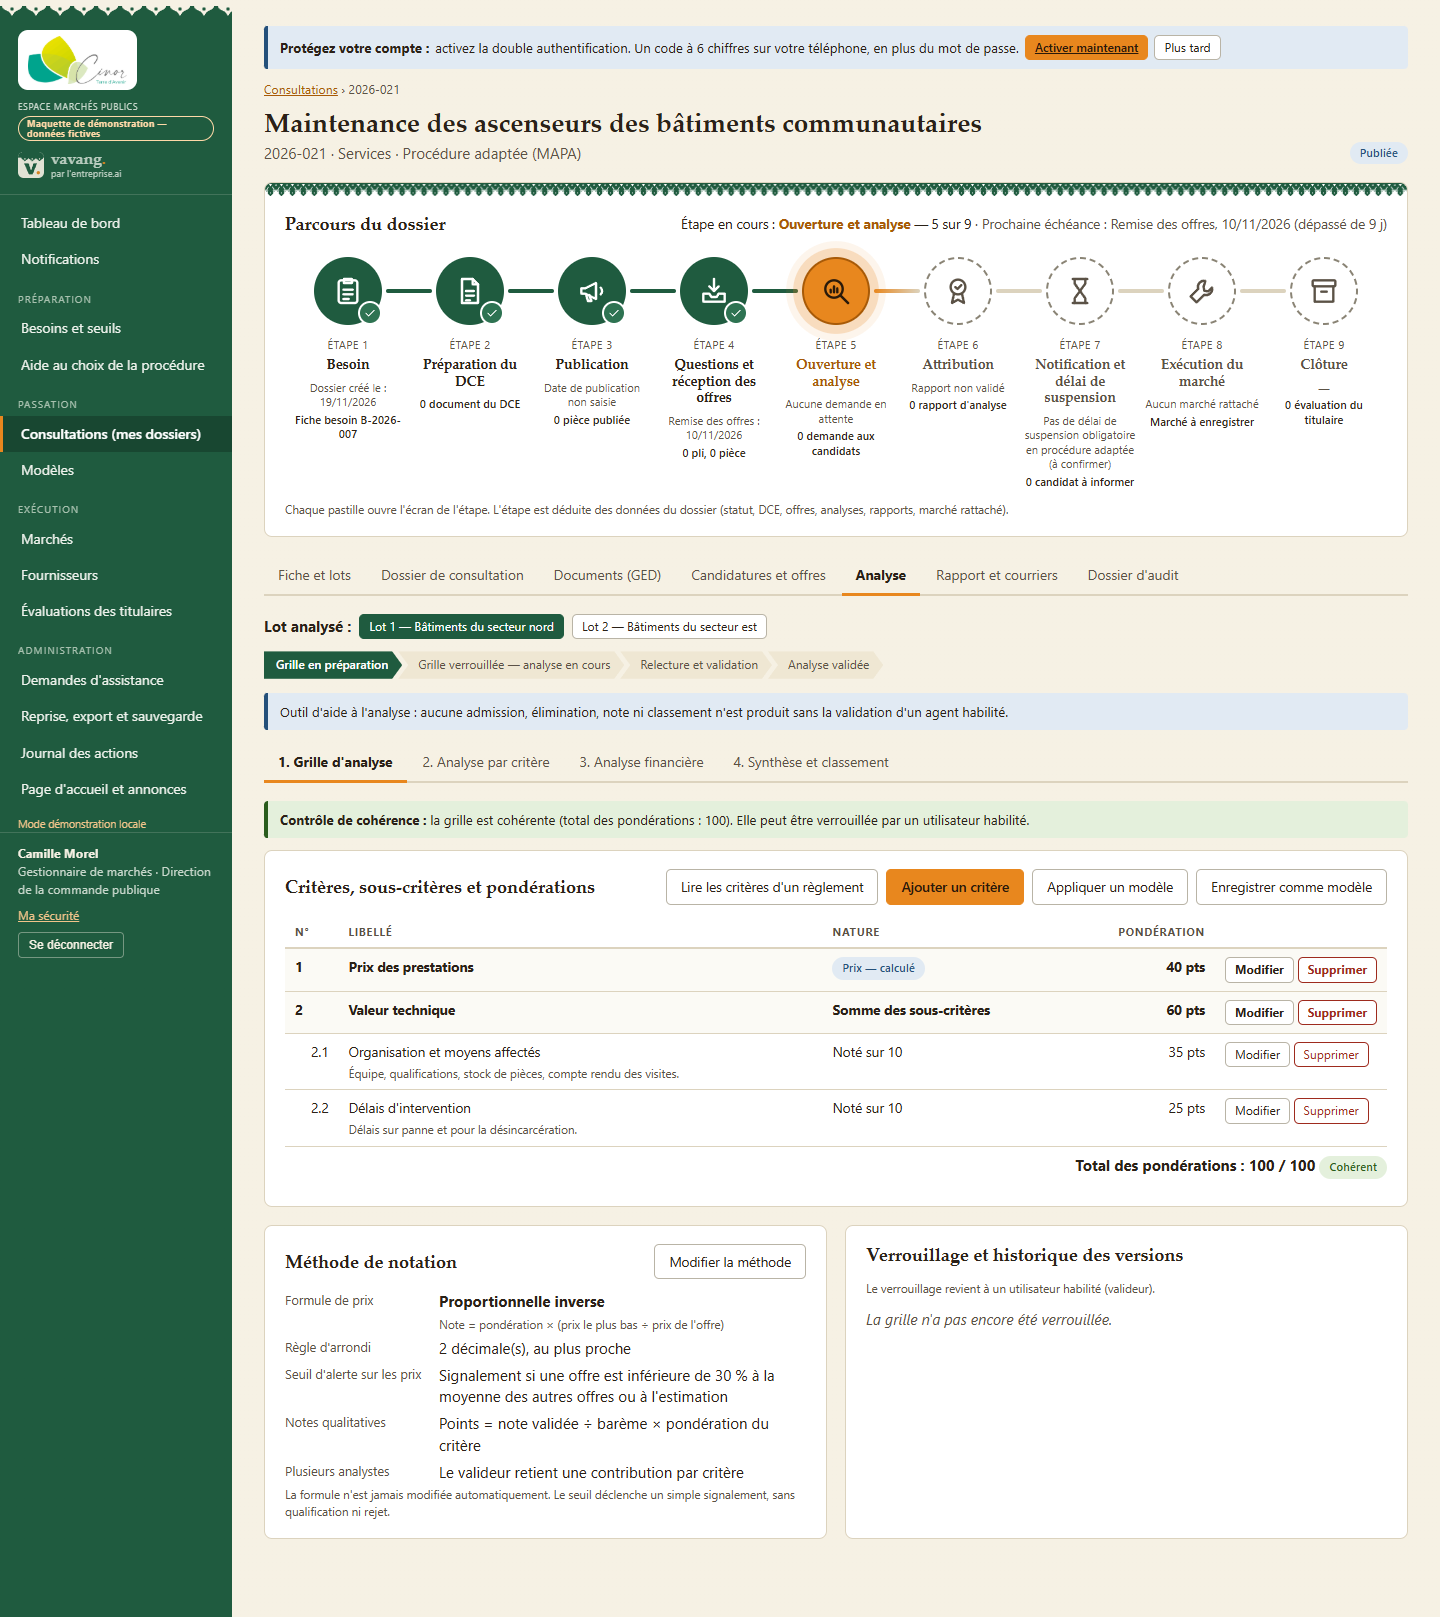 Cinor
Terre d'Avenir
ESPACE MARCHÉS PUBLICS
Maquette de démonstration —
données fictives
v.
vavang.
par l'entreprise.ai
Tableau de bord
Notifications
PRÉPARATION
Besoins et seuils
Aide au choix de la procédure
PASSATION
Consultations (mes dossiers)
Modèles
EXÉCUTION
Marchés
Fournisseurs
Évaluations des titulaires
ADMINISTRATION
Demandes d'assistance
Reprise, export et sauvegarde
Journal des actions
Page d'accueil et annonces
Mode démonstration locale
Camille Morel
Gestionnaire de marchés · Direction
de la commande publique
Ma sécurité
Se déconnecter
Protégez votre compte : activez la double authentification. Un code à 6 chiffres sur votre téléphone, en plus du mot de passe. Activer maintenant Plus tard
Consultations › 2026-021
Maintenance des ascenseurs des bâtiments communautaires
2026-021 · Services · Procédure adaptée (MAPA)
Publiée
Parcours du dossier
Étape en cours : Ouverture et analyse — 5 sur 9 · Prochaine échéance : Remise des offres, 10/11/2026 (dépassé de 9 j)
ÉTAPE 1
Besoin
Dossier créé le :
19/11/2026
Fiche besoin B-2026-
007
ÉTAPE 2
Préparation du
DCE
0 document du DCE
ÉTAPE 3
Publication
Date de publication
non saisie
0 pièce publiée
ÉTAPE 4
Questions et
réception des
offres
Remise des offres :
10/11/2026
0 pli, 0 pièce
ÉTAPE 5
Ouverture et
analyse
Aucune demande en
attente
0 demande aux
candidats
ÉTAPE 6
Attribution
Rapport non validé
0 rapport d'analyse
ÉTAPE 7
Notification et
délai de
suspension
Pas de délai de
suspension obligatoire
en procédure adaptée
(à confirmer)
0 candidat à informer
ÉTAPE 8
Exécution du
marché
Aucun marché rattaché
Marché à enregistrer
ÉTAPE 9
Clôture
—
0 évaluation du
titulaire
Chaque pastille ouvre l'écran de l'étape. L'étape est déduite des données du dossier (statut, DCE, offres, analyses, rapports, marché rattaché).
Fiche et lots Dossier de consultation Documents (GED) Candidatures et offres Analyse Rapport et courriers Dossier d'audit
Lot analysé : Lot 1 — Bâtiments du secteur nord Lot 2 — Bâtiments du secteur est
Grille en préparation Grille verrouillée — analyse en cours Relecture et validation Analyse validée
Outil d'aide à l'analyse : aucune admission, élimination, note ni classement n'est produit sans la validation d'un agent habilité.
1. Grille d'analyse 2. Analyse par critère 3. Analyse financière 4. Synthèse et classement
Contrôle de cohérence : la grille est cohérente (total des pondérations : 100). Elle peut être verrouillée par un utilisateur habilité.
Critères, sous-critères et pondérations
Lire les critères d'un règlement Ajouter un critère Appliquer un modèle Enregistrer comme modèle
N° LIBELLÉ NATURE PONDÉRATION
1 Prix des prestations Prix — calculé 40 pts Modifier Supprimer
2 Valeur technique Somme des sous-critères 60 pts Modifier Supprimer
2.1 Organisation et moyens affectés Noté sur 10 35 pts Modifier Supprimer
Équipe, qualifications, stock de pièces, compte rendu des visites.
2.2 Délais d'intervention Noté sur 10 25 pts Modifier Supprimer
Délais sur panne et pour la désincarcération.
Total des pondérations : 100 / 100 Cohérent
Méthode de notation
Modifier la méthode
Formule de prix Proportionnelle inverse
Note = pondération × (prix le plus bas ÷ prix de l'offre)
Règle d'arrondi 2 décimale(s), au plus proche
Seuil d'alerte sur les prix Signalement si une offre est inférieure de 30 % à la
moyenne des autres offres ou à l'estimation
Notes qualitatives Points = note validée ÷ barème × pondération du
critère
Plusieurs analystes Le valideur retient une contribution par critère
La formule n'est jamais modifiée automatiquement. Le seuil déclenche un simple signalement, sans
qualification ni rejet.
Verrouillage et historique des versions
Le verrouillage revient à un utilisateur habilité (valideur).
La grille n'a pas encore été verrouillée.